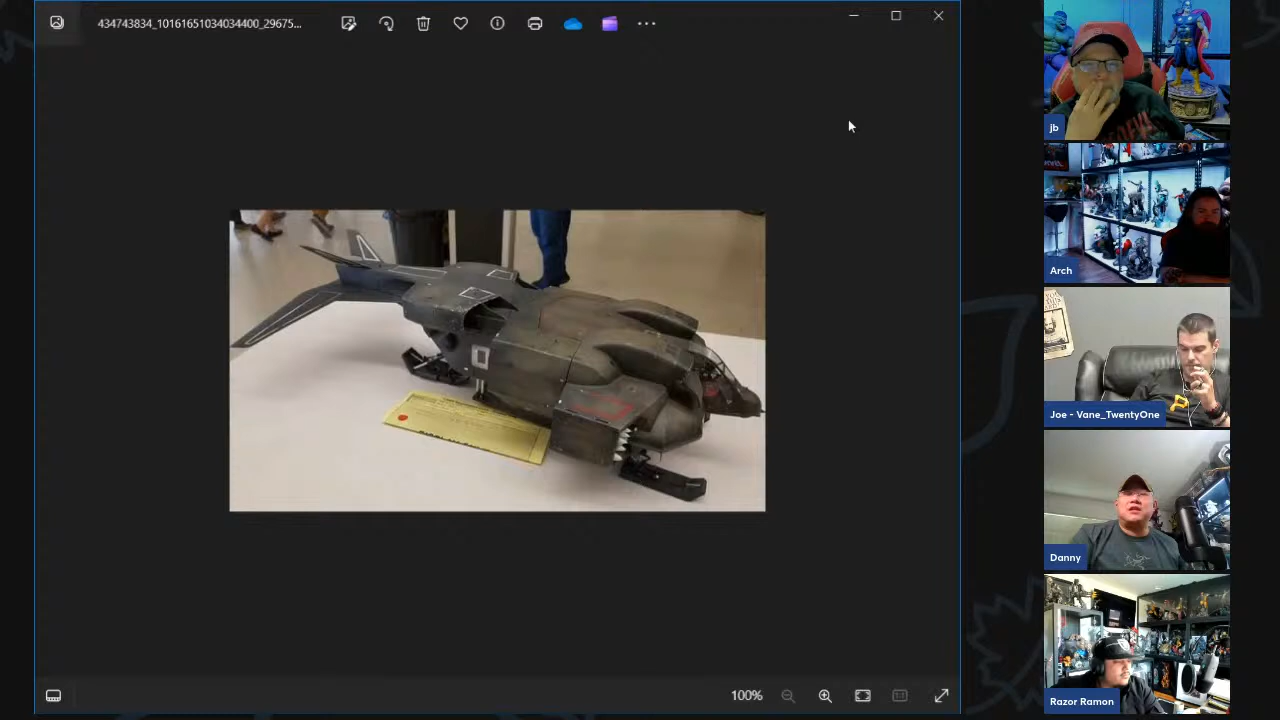 434743834_10161651034034400_29675...
jb
Arch
Joe - Vane_TwentyOne
Danny
100%
Razor Ramon